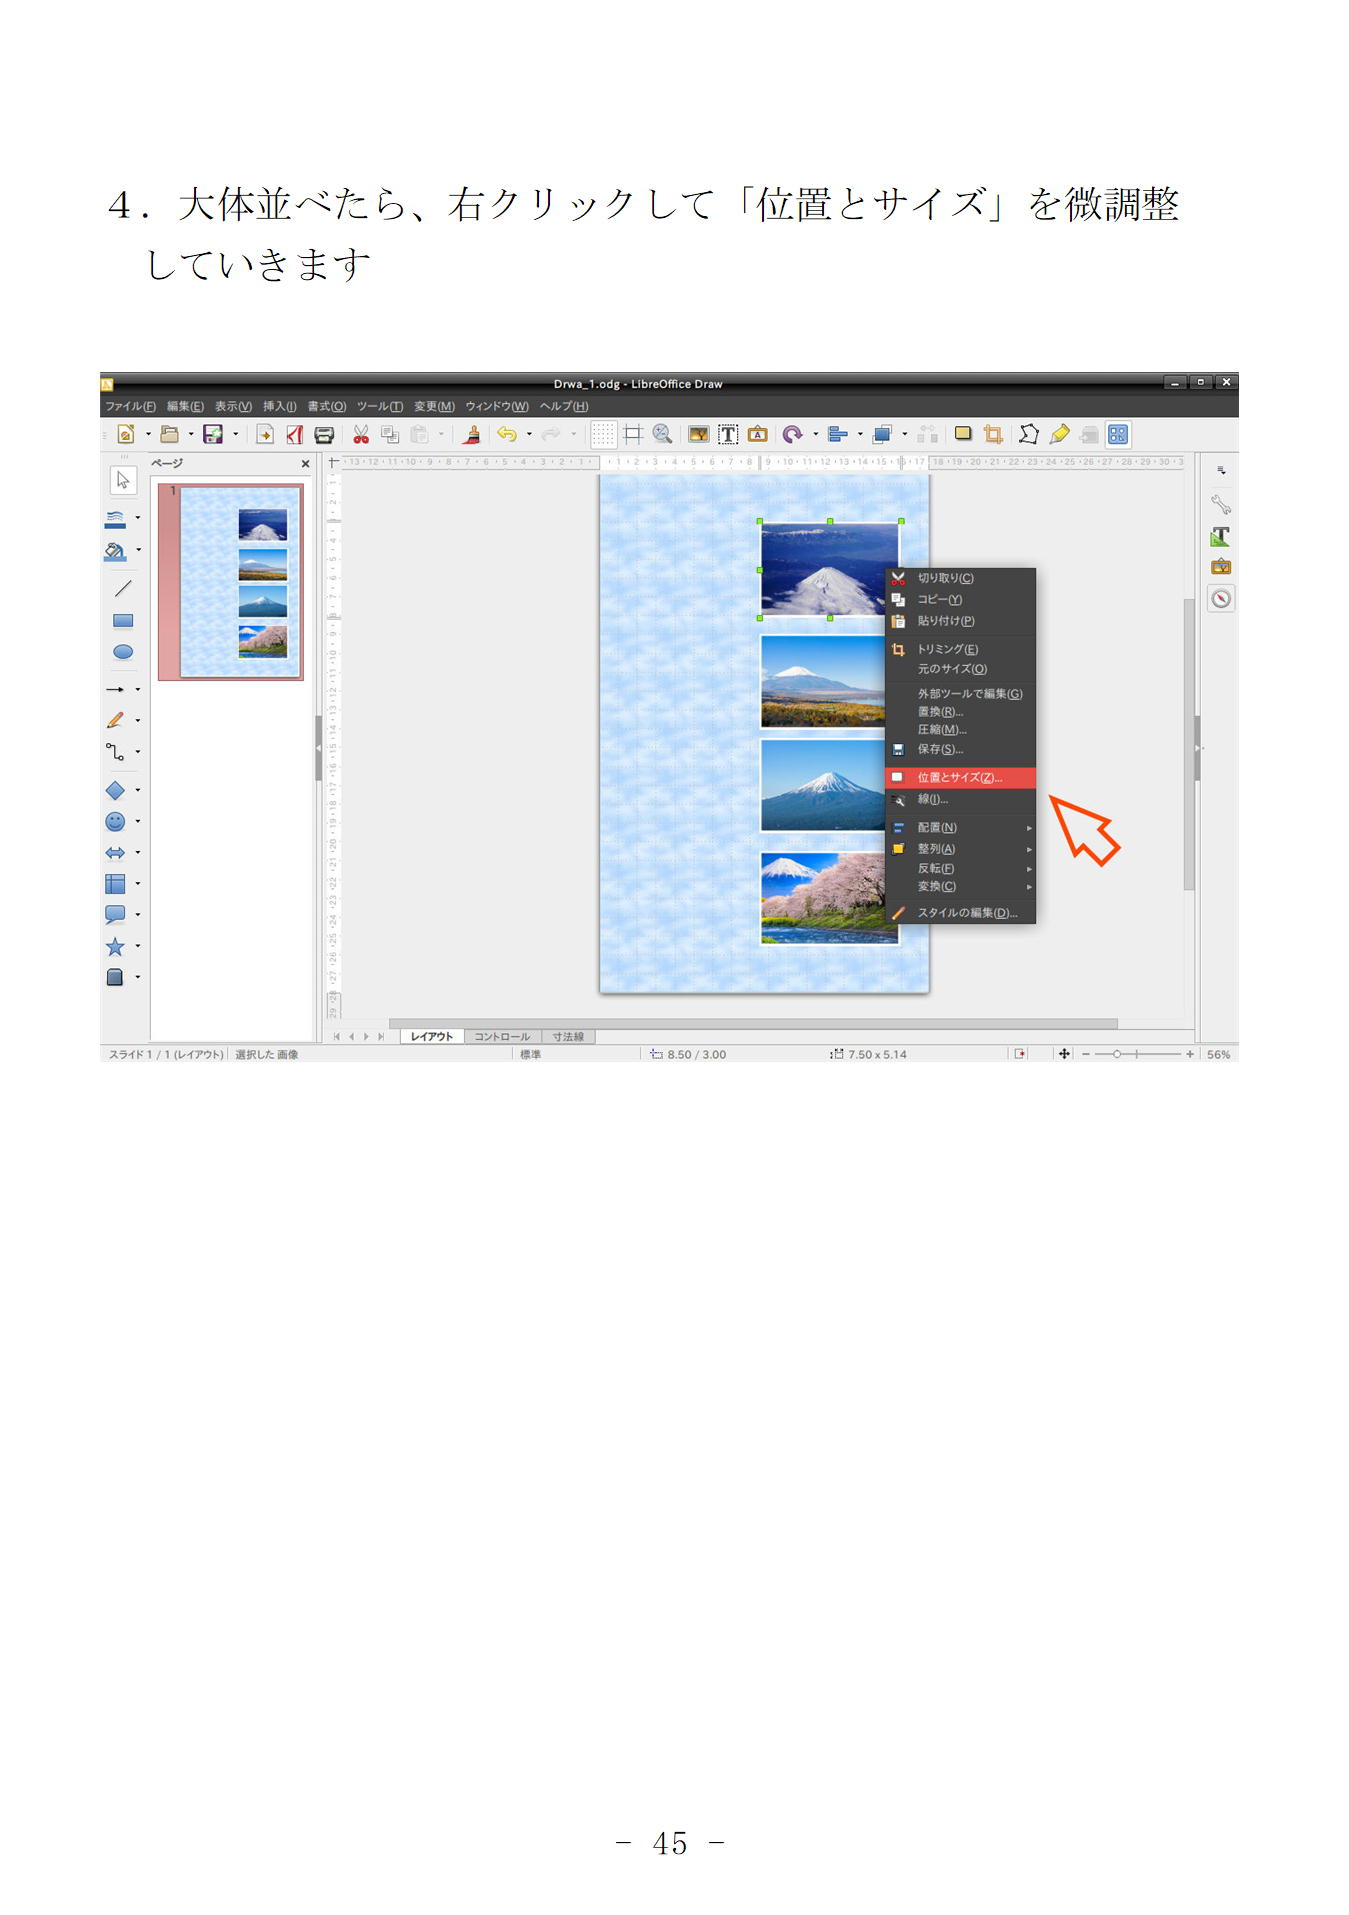 ４．大体並べたら、右クリックして「位置とサイズ」を微調整
していきます
Drwa_1.odg - LibreOffice Draw
ファイル(F) 編集(E) 表示(V) 挿入(I) 書式(O) ツール(T) 変更(M) ウィンドウ(W) ヘルプ(H)
ページ
1
切り取り(C)
コピー(Y)
貼り付け(P)
トリミング(E)
元のサイズ(O)
外部ツールで編集(G)
置換(R)...
圧縮(M)...
保存(S)...
位置とサイズ(Z)...
線(I)...
配置(N)
整列(A)
反転(F)
変換(C)
スタイルの編集(D)...
レイアウト コントロール 寸法線
スライド 1 / 1 (レイアウト) 選択した 画像 標準 8.50 / 3.00 7.50 x 5.14 56%
- 45 -